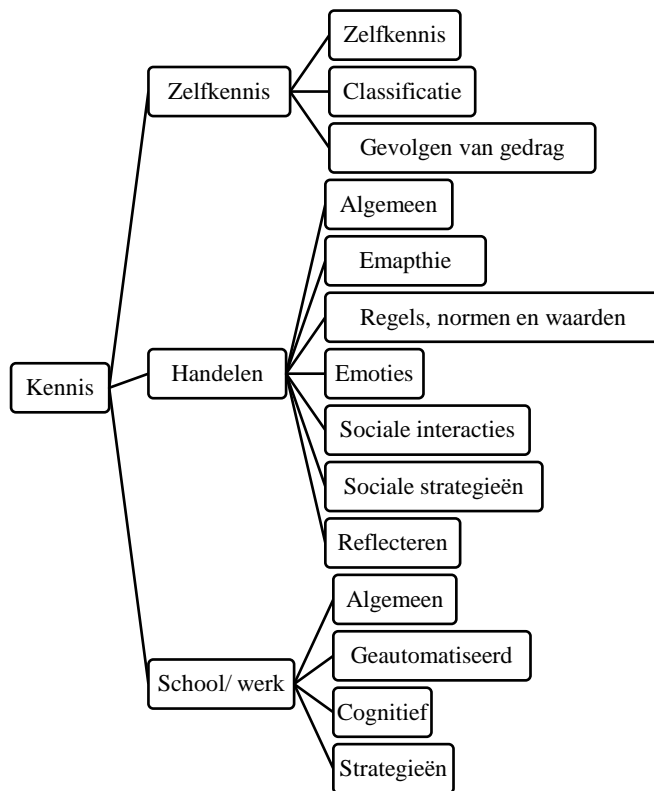 Kennis
Zelfkennis
Zelfkennis
Classificatie
Gevolgen van gedrag
Handelen
Algemeen
Emapthie
Regels, normen en waarden
Emoties
Sociale interacties
Sociale strategieën
Reflecteren
School/ werk
Algemeen
Geautomatiseerd
Cognitief
Strategieën